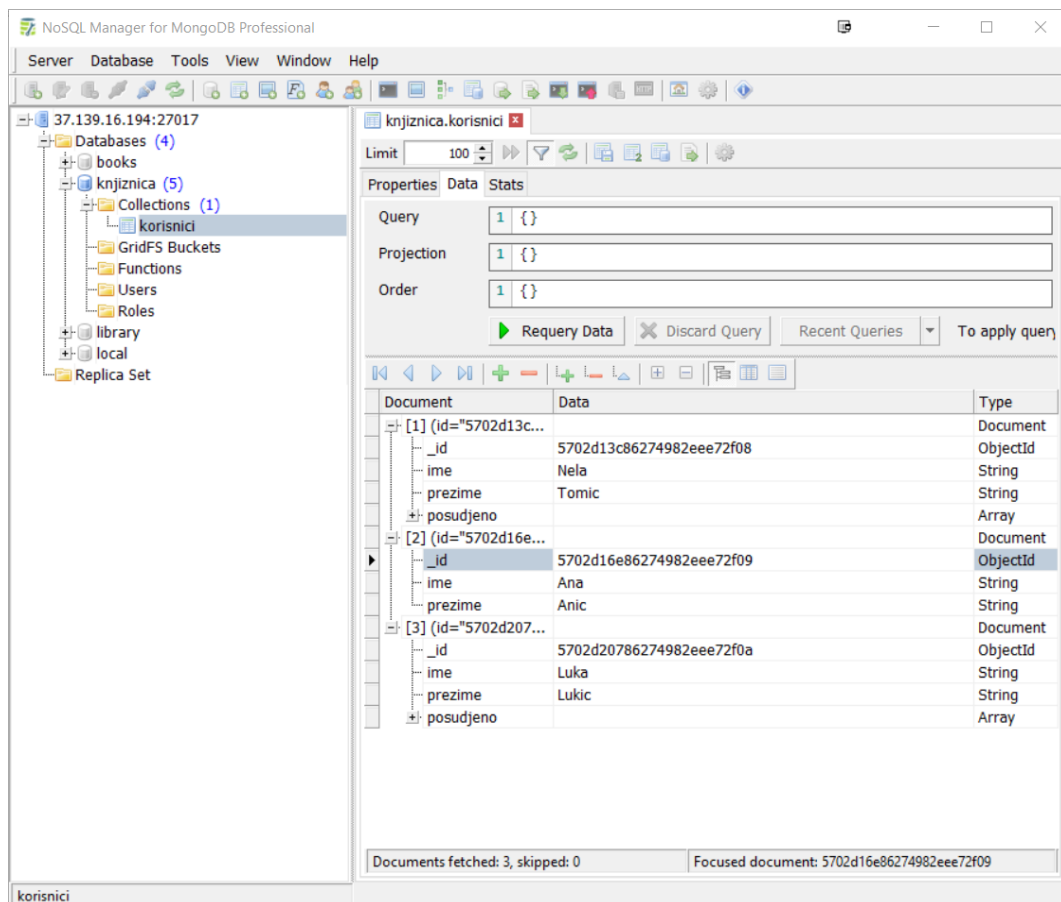 NoSQL Manager for MongoDB Professional
Server Database Tools View Window Help
37.139.16.194:27017
Databases (4)
books
knjiznica (5)
Collections (1)
korisnici
GridFS Buckets
Functions
Users
Roles
library
local
Replica Set
knjiznica.korisnici
Limit 100
Properties Data Stats
Query 1 {}
Projection 1 {}
Order 1 {}
Requery Data Discard Query Recent Queries To apply query
Document Data Type
[1] (id="5702d13c... Document
_id 5702d13c86274982eee72f08 ObjectId
ime Nela String
prezime Tomic String
posudjeno Array
[2] (id="5702d16e... Document
_id 5702d16e86274982eee72f09 ObjectId
ime Ana String
prezime Anic String
[3] (id="5702d207... Document
_id 5702d20786274982eee72f0a ObjectId
ime Luka String
prezime Lukic String
posudjeno Array
Documents fetched: 3, skipped: 0 Focused document: 5702d16e86274982eee72f09
korisnici